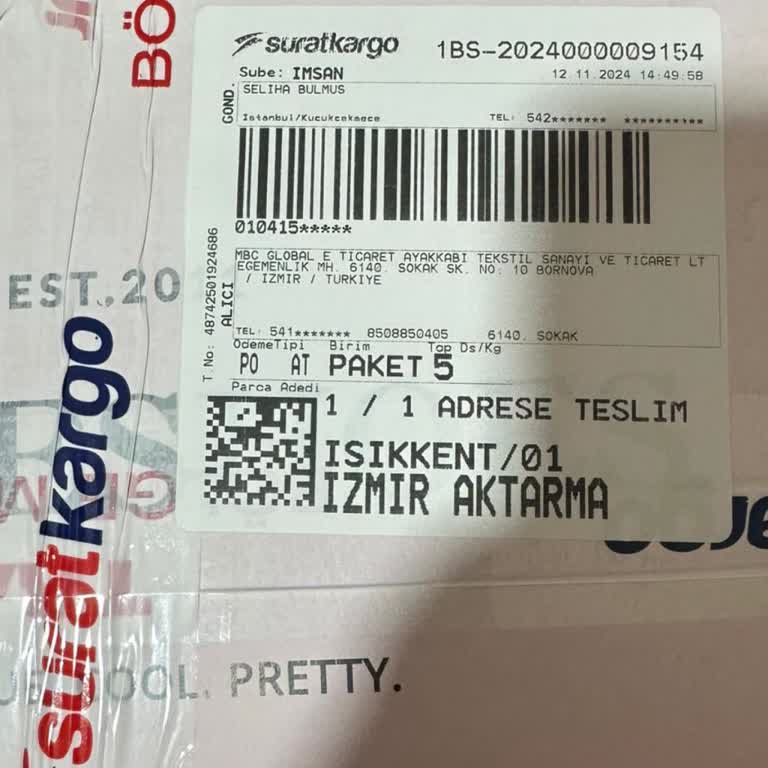 BÖ
suratkargo
1BS-2024000009154
Sube: IMSAN
12.11.2024 14:49:58
GOND.
SELIHA BULMUS
Istanbul/Kucukcekmece
TEL: 542******* **********
010415*****
T.No: 48742501924686
ALICI
MBC GLOBAL E TICARET AYAKKABI TEKSTIL SANAYI VE TICARET LT
EGEMENLIK MH. 6140. SOKAK SK. NO: 10 BORNOVA
/ IZMIR / TURKIYE
TEL: 541******* 8508850405 6140. SOKAK
OdemeTipi Birim Top Ds/Kg
PO AT PAKET 5
Parca Adedi
1 / 1 ADRESE TESLIM
ISIKKENT/01
IZMIR AKTARMA
EST. 20
suratkargo
OOL. PRETTY.